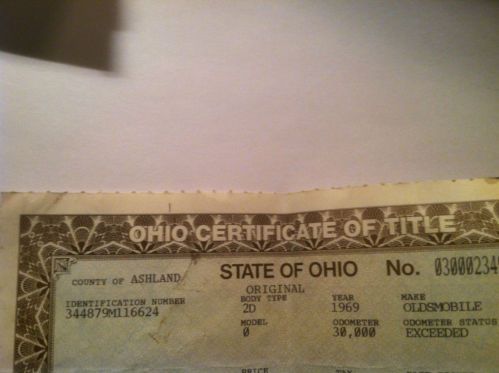 OHIO CERTIFICATE OF TITLE
COUNTY OF ASHLAND STATE OF OHIO No.
ORIGINAL
IDENTIFICATION NUMBER BODY TYPE YEAR MAKE
344879M116624 2D 1969 OLDSMOBILE
MODEL ODOMETER ODOMETER STATUS
0 30,000 EXCEEDED
PRICE